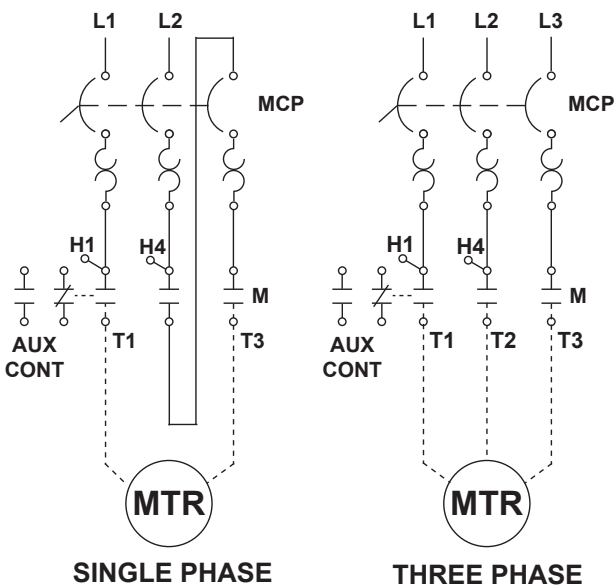 L1 L2
MCP
H1 H4
M
AUX
CONT
T1 T3
MTR
SINGLE PHASE
L1 L2 L3
MCP
H1 H4
M
AUX
CONT
T1 T2 T3
MTR
THREE PHASE